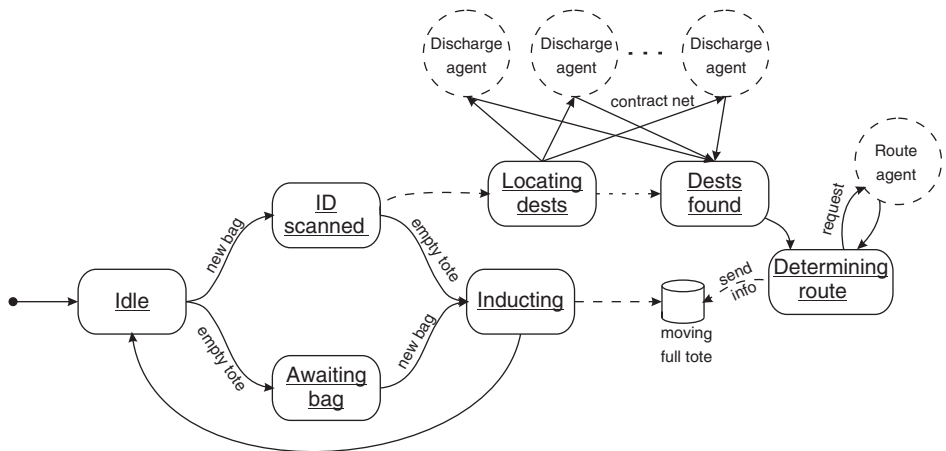 Discharge
agent
Discharge
agent
Discharge
agent
contract net
Route
agent
Locating
dests
Dests
found
request
ID
scanned
new bag
empty tote
Determining
route
send
info
Idle
Inducting
moving
full tote
empty tote
new bag
Awaiting
bag